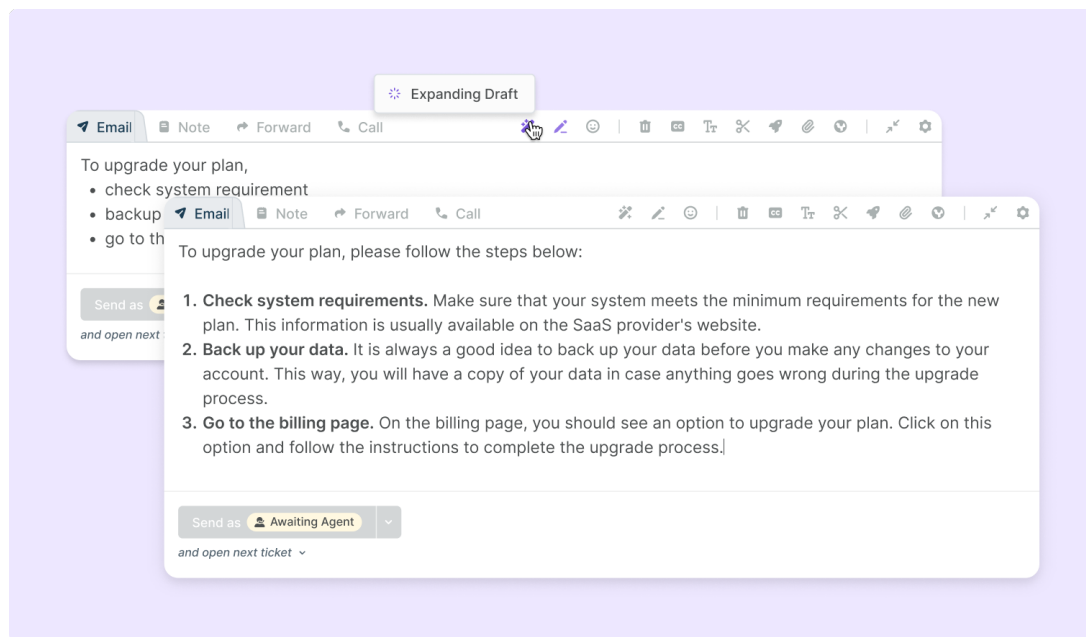 Expanding Draft
Email Note Forward Call
To upgrade your plan,
• check system requirement
• backup
• go to th
Send as
and open next
Email Note Forward Call
To upgrade your plan, please follow the steps below:
1. Check system requirements. Make sure that your system meets the minimum requirements for the new
plan. This information is usually available on the SaaS provider's website.
2. Back up your data. It is always a good idea to back up your data before you make any changes to your
account. This way, you will have a copy of your data in case anything goes wrong during the upgrade
process.
3. Go to the billing page. On the billing page, you should see an option to upgrade your plan. Click on this
option and follow the instructions to complete the upgrade process.
Send as Awaiting Agent
and open next ticket